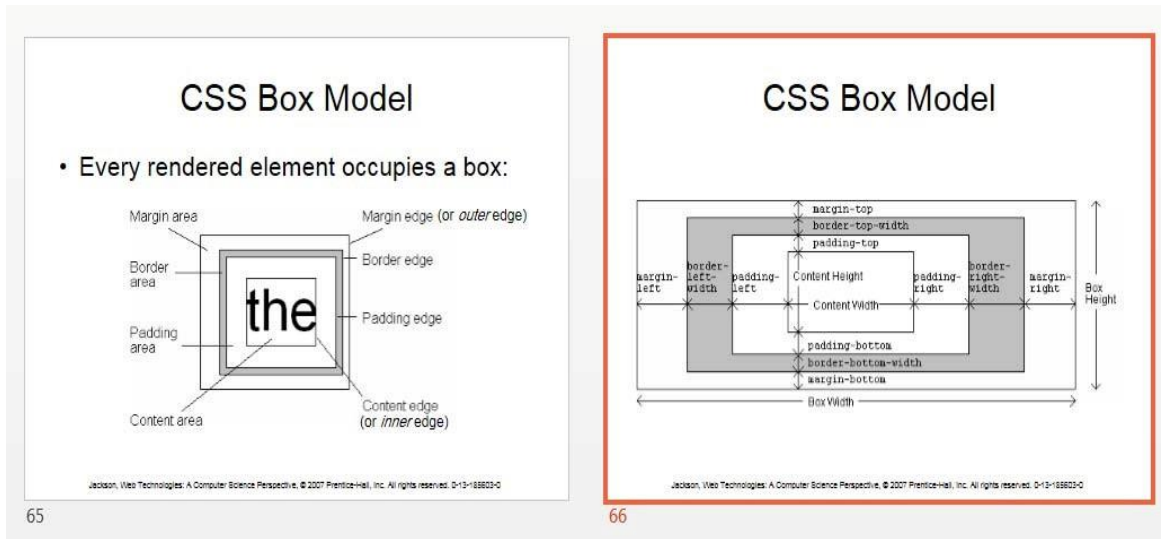 CSS Box Model
• Every rendered element occupies a box:
Margin area
Margin edge (or outer edge)
Border
area
Border edge
the
Padding
area
Padding edge
Content area
Content edge
(or inner edge)
Jackson, Web Technologies: A Computer Science Perspective, © 2007 Prentice-Hall, Inc. All rights reserved. 0-13-185603-0
65
CSS Box Model
margin-top
border-top-width
padding-top
margin-
left
border-
left-
width
padding-
left
Content Height
Content Width
padding-
right
border-
right-
width
margin-
right
Box
Height
padding-bottom
border-bottom-width
margin-bottom
Box Width
Jackson, Web Technologies: A Computer Science Perspective, © 2007 Prentice-Hall, Inc. All rights reserved. 0-13-185603-0
66